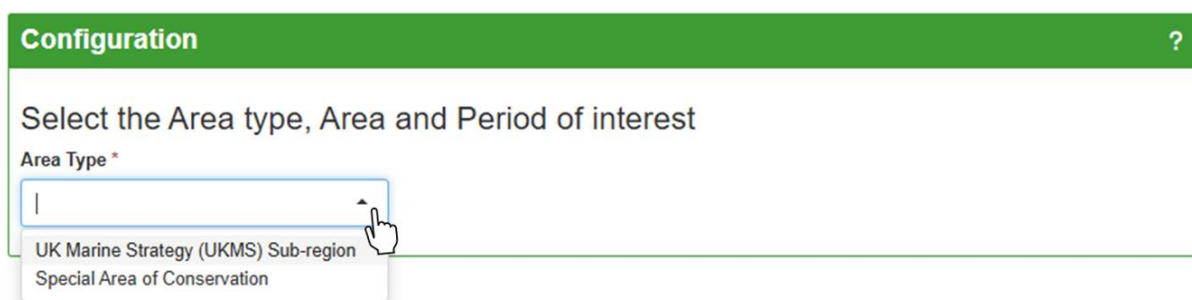 Configuration ?
Select the Area type, Area and Period of interest
Area Type *
UK Marine Strategy (UKMS) Sub-region
Special Area of Conservation